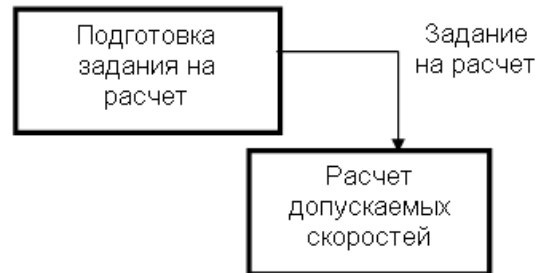 Подготовка
задания на
расчет
Задание
на расчет
Расчет
допускаемых
скоростей